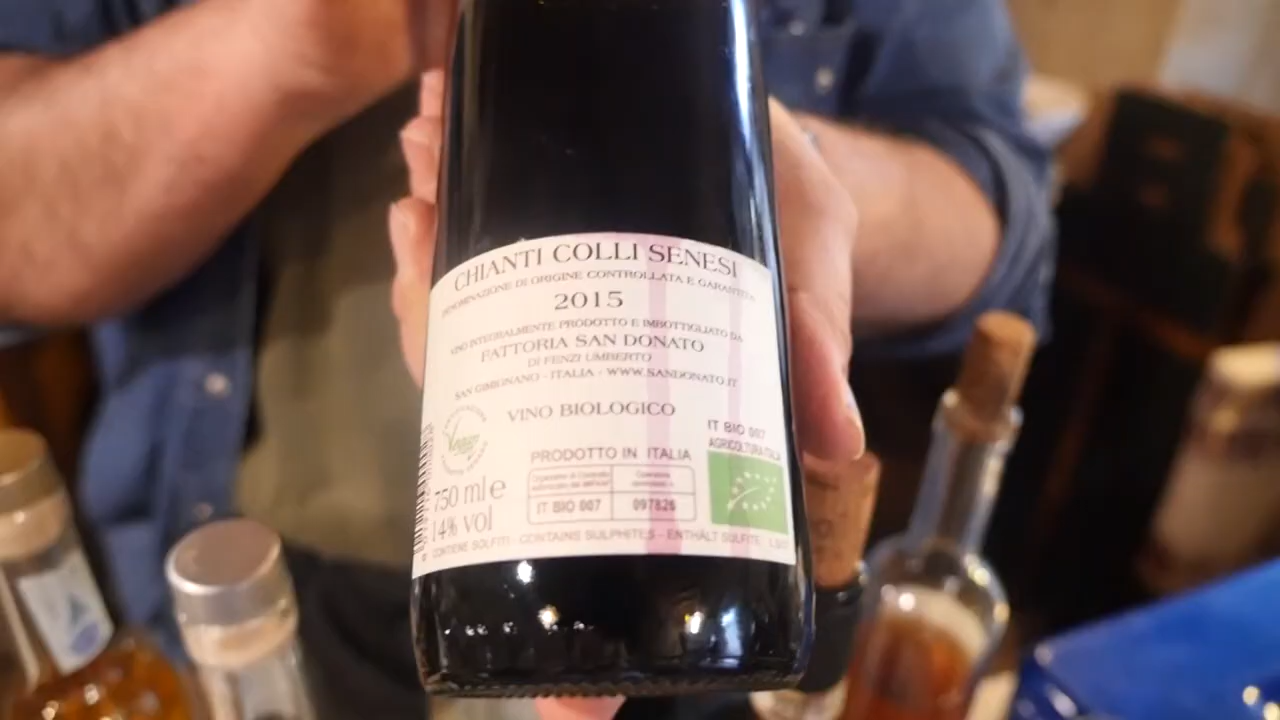 CHIANTI COLLI SENESI
DENOMINAZIONE DI ORIGINE CONTROLLATA E GARANTITA
2015
VINO INTEGRALMENTE PRODOTTO E IMBOTTIGLIATO DA
FATTORIA SAN DONATO
DI FENZI UMBERTO
SAN GIMIGNANO - ITALIA - WWW.SANDONATO.IT
VINO BIOLOGICO
IT BIO 007
AGRICOLTURA ITALIA
PRODOTTO IN ITALIA
IT BIO 007
097826
750 ml e
14% vol
CONTIENE SOLFITI - CONTAINS SULPHITES - ENTHÄLT SULFITE